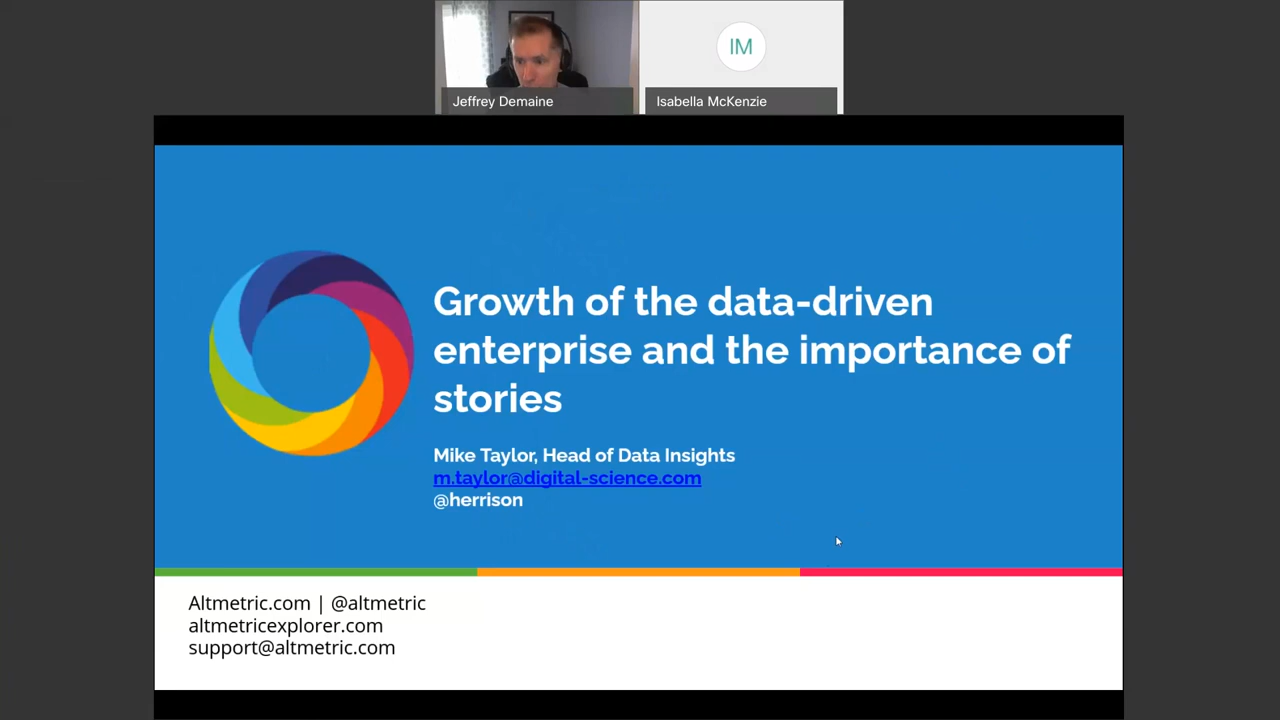 IM
Jeffrey Demaine
Isabella McKenzie
Growth of the data-driven
enterprise and the importance of
stories
Mike Taylor, Head of Data Insights
m.taylor@digital-science.com
@herrison
Altmetric.com | @altmetric
altmetricexplorer.com
support@altmetric.com